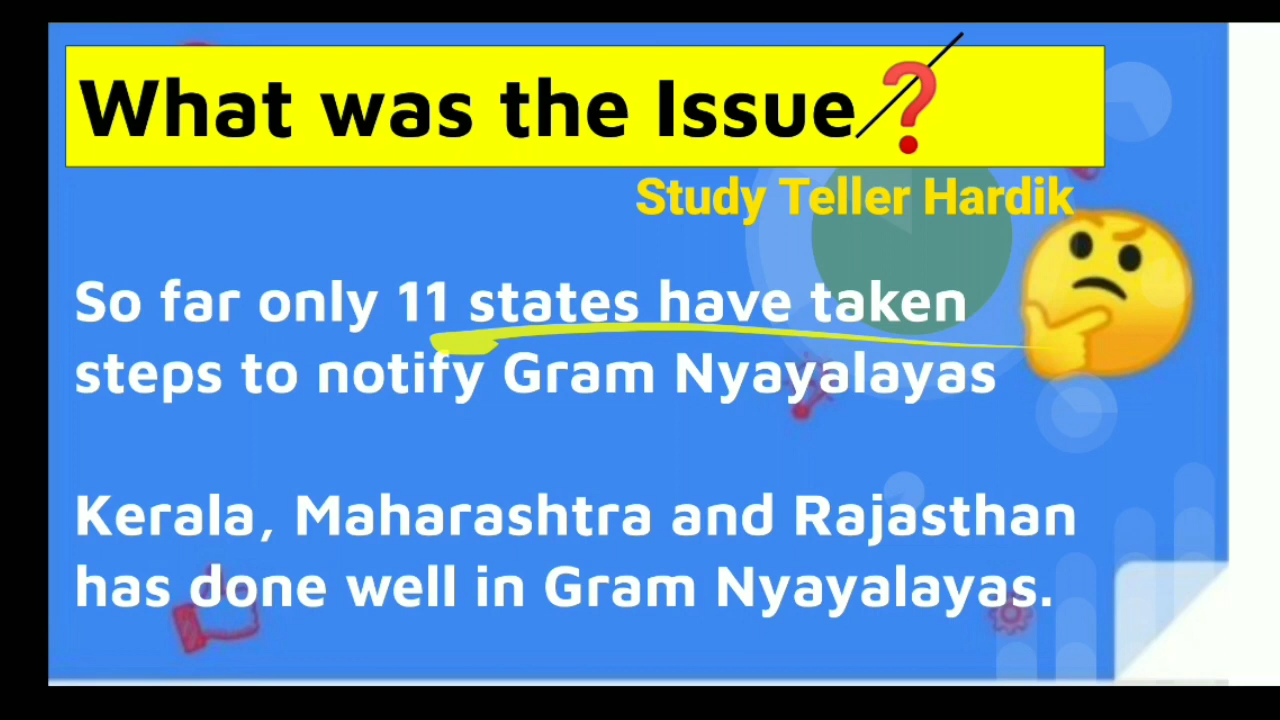 What was the Issue❓
Study Teller Hardik
So far only 11 states have taken
steps to notify Gram Nyayalayas
Kerala, Maharashtra and Rajasthan
has done well in Gram Nyayalayas.